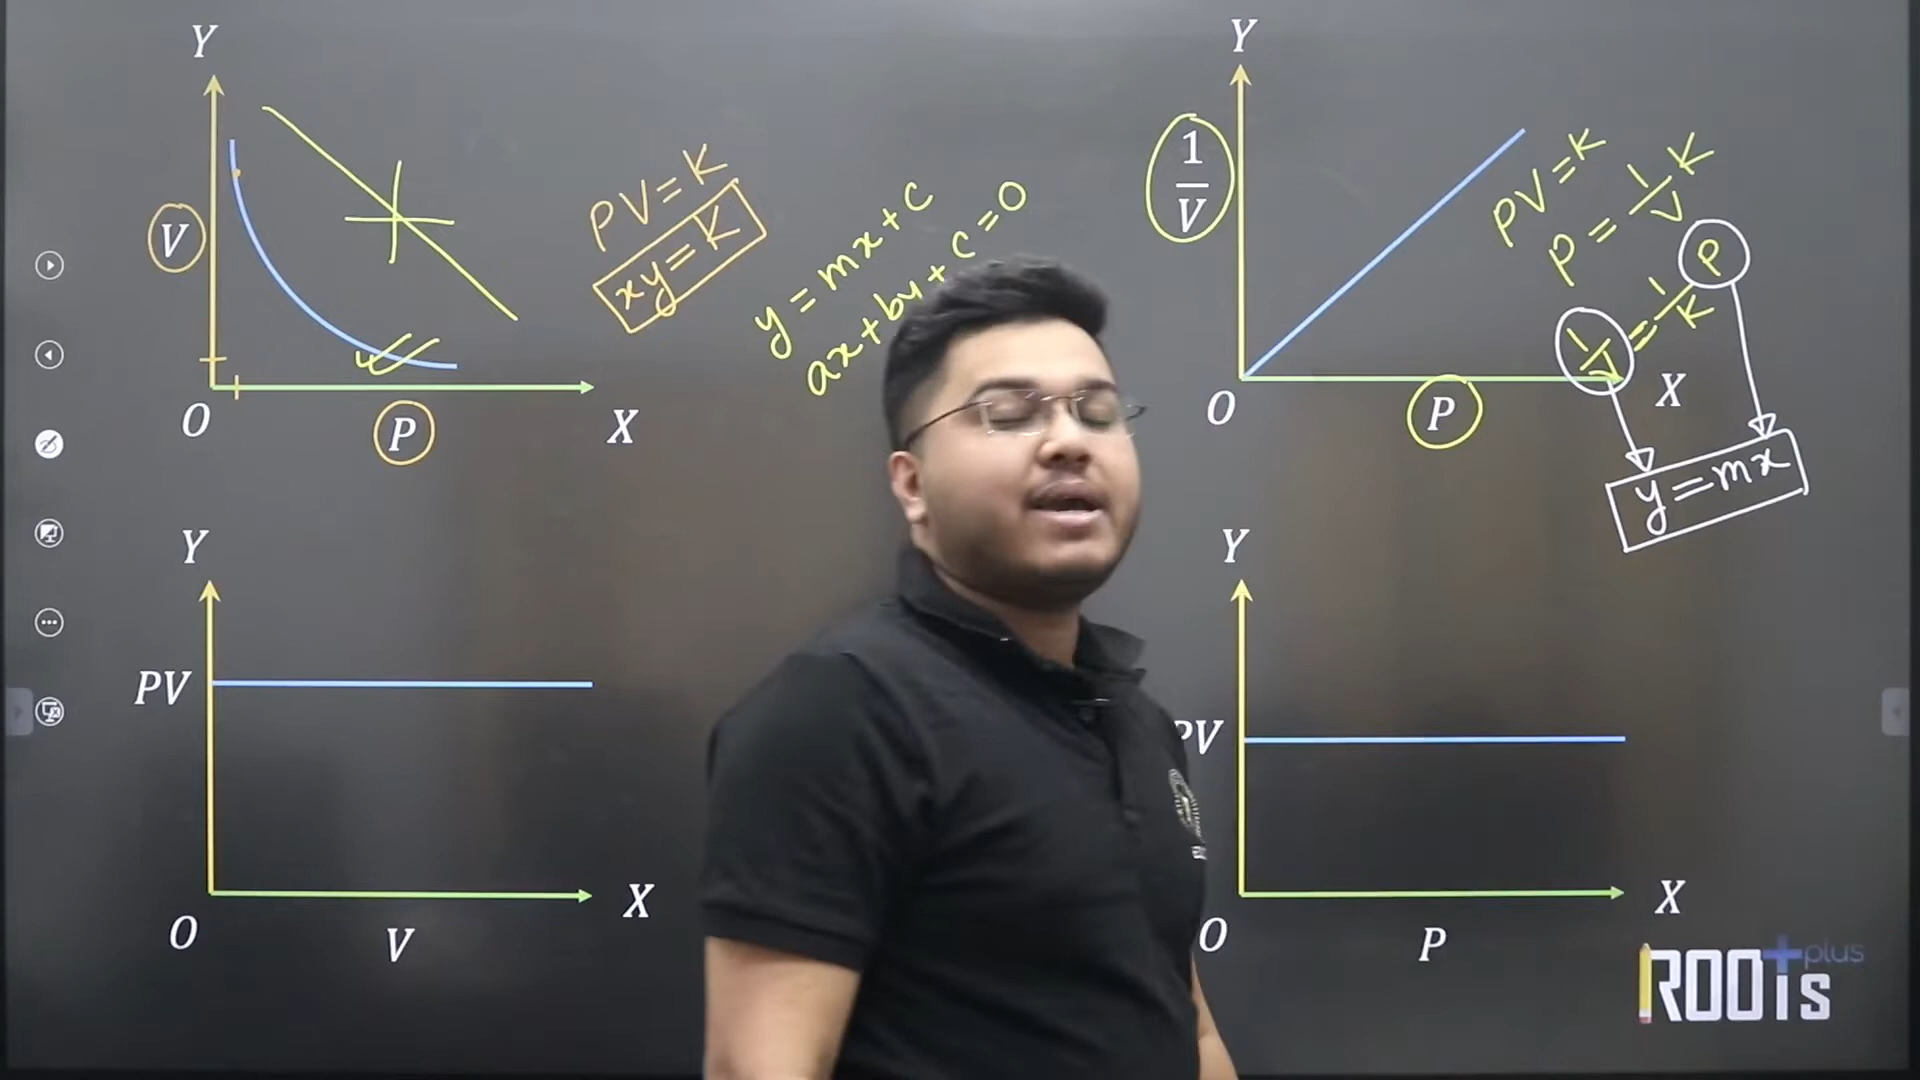 Y
V
O
P
X
PV = K
xy = K
y = mx + c
ax + by + c = 0
Y
1/V
O
P
X
PV = K
P = 1/V K
1/V = 1/K P
y = mx
Y
PV
O
V
X
Y
PV
O
P
X
ROOTS plus